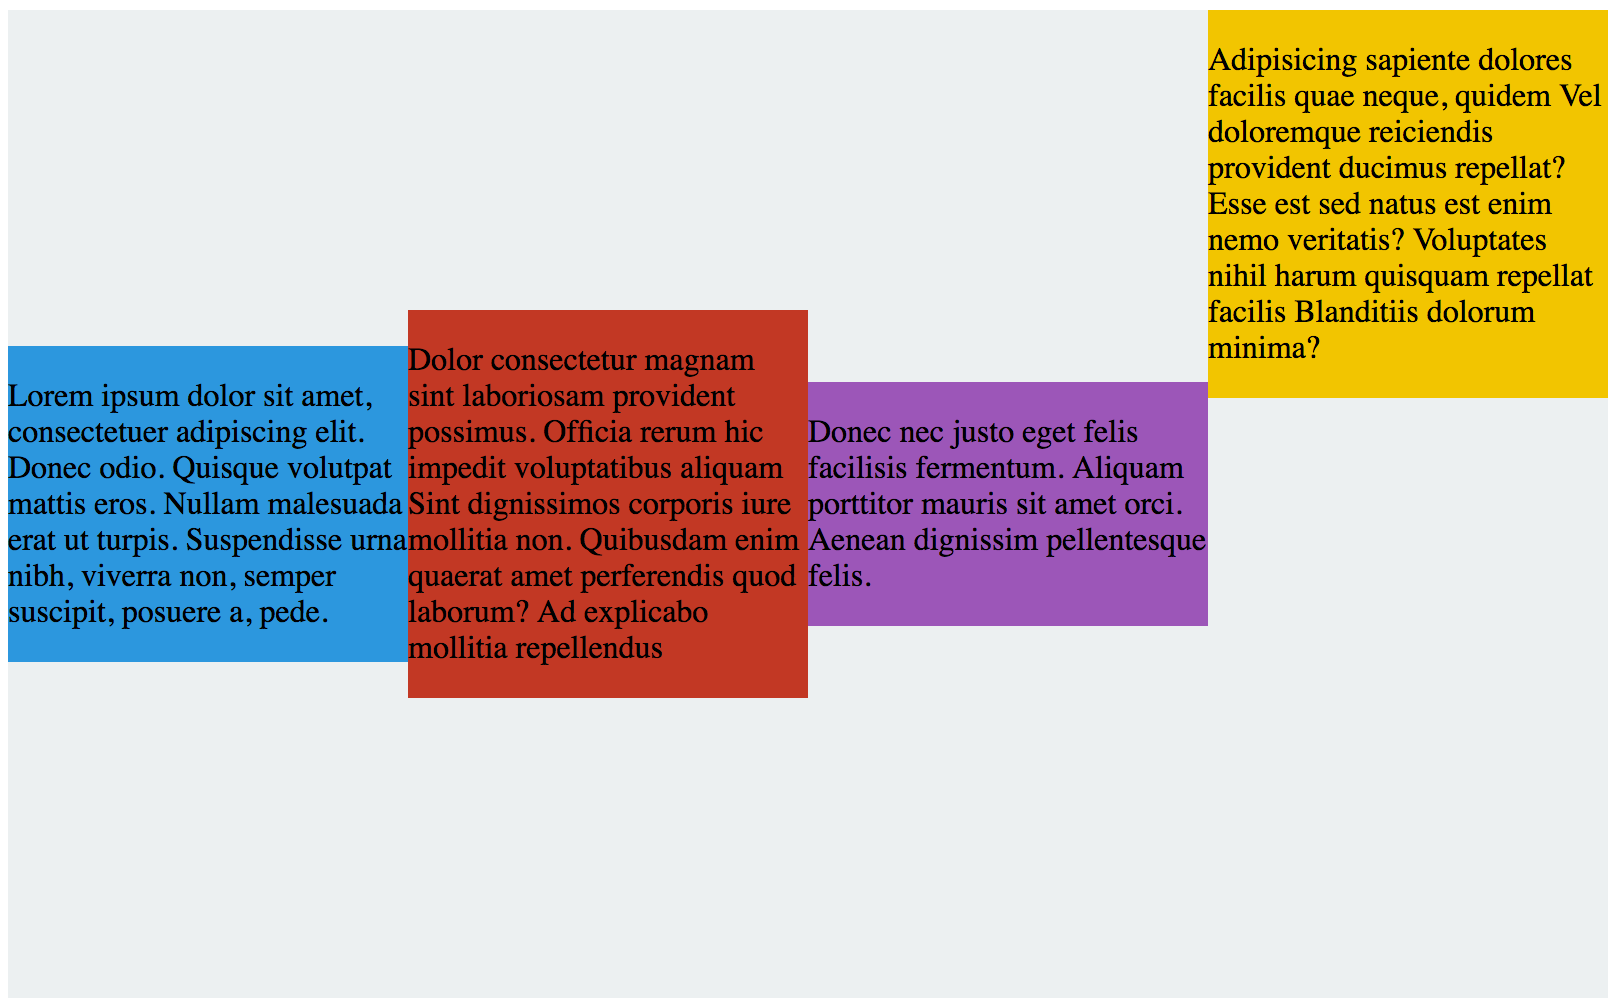 Lorem ipsum dolor sit amet,
consectetuer adipiscing elit.
Donec odio. Quisque volutpat
mattis eros. Nullam malesuada
erat ut turpis. Suspendisse urna
nibh, viverra non, semper
suscipit, posuere a, pede.
Dolor consectetur magnam
sint laboriosam provident
possimus. Officia rerum hic
impedit voluptatibus aliquam
Sint dignissimos corporis iure
mollitia non. Quibusdam enim
quaerat amet perferendis quod
laborum? Ad explicabo
mollitia repellendus
Donec nec justo eget felis
facilisis fermentum. Aliquam
porttitor mauris sit amet orci.
Aenean dignissim pellentesque
felis.
Adipisicing sapiente dolores
facilis quae neque, quidem Vel
doloremque reiciendis
provident ducimus repellat?
Esse est sed natus est enim
nemo veritatis? Voluptates
nihil harum quisquam repellat
facilis Blanditiis dolorum
minima?